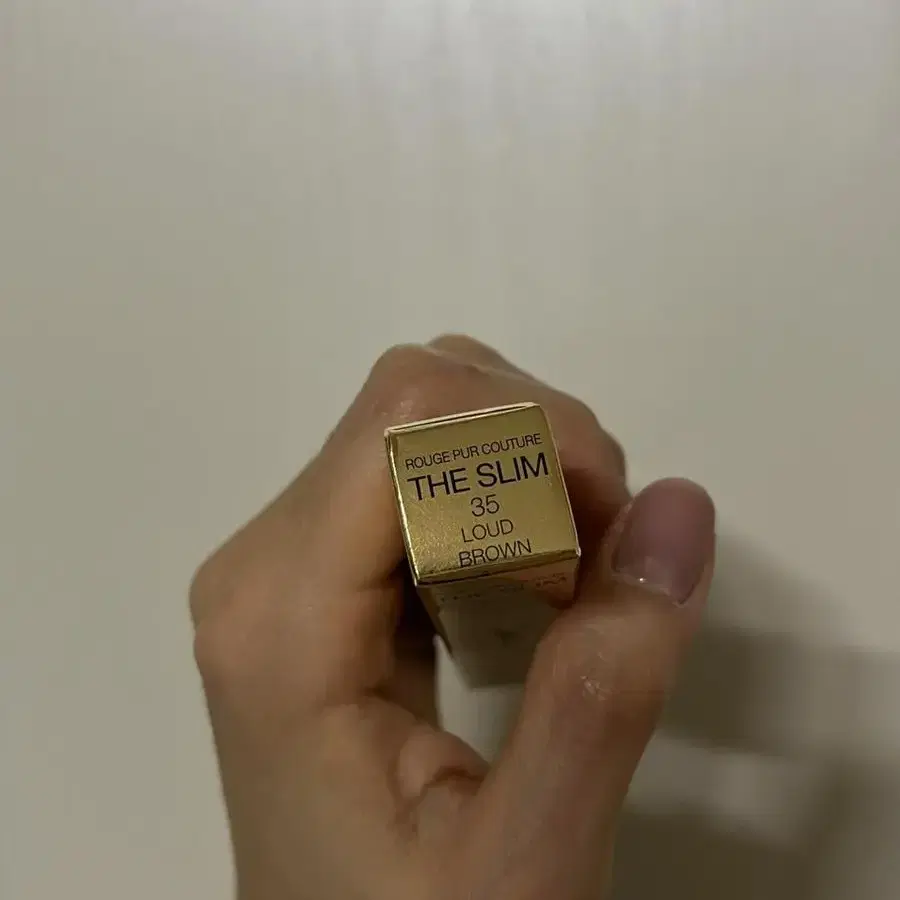 ROUGE PUR COUTURE
THE SLIM
35
LOUD
BROWN